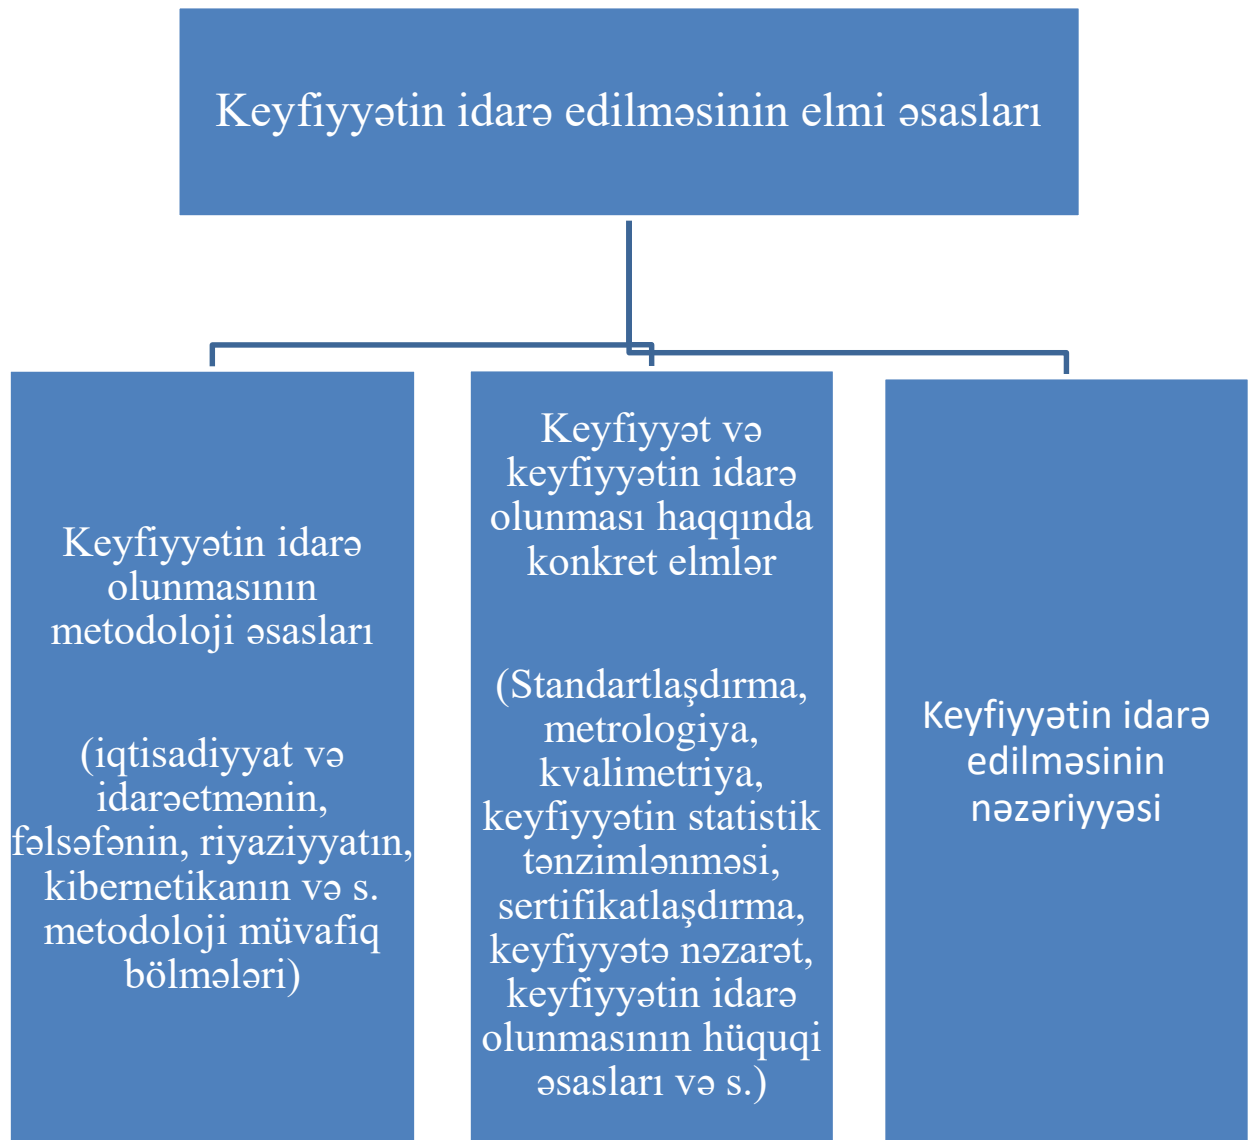 Keyfiyyətin idarə edilməsinin elmi əsasları
Keyfiyyətin idarə
olunmasının
metodoloji əsasları
(iqtisadiyyat və
idarəetmənin,
fəlsəfənin, riyaziyyatın,
kibernetikanın və s.
metodoloji müvafiq
bölmələri)
Keyfiyyət və
keyfiyyətin idarə
olunması haqqında
konkret elmlər
(Standartlaşdırma,
metrologiya,
kvalimetriya,
keyfiyyətin statistik
tənzimlənməsi,
sertifikatlaşdırma,
keyfiyyətə nəzarət,
keyfiyyətin idarə
olunmasının hüquqi
əsasları və s.)
Keyfiyyətin idarə
edilməsinin
nəzəriyyəsi